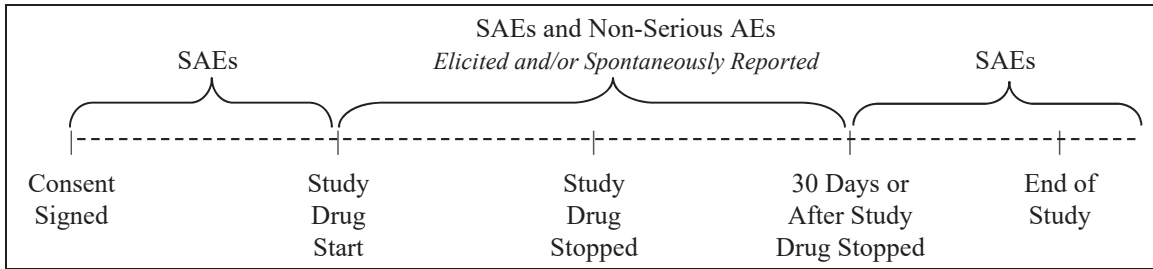 SAEs and Non-Serious AEs
SAEs
Elicited and/or Spontaneously Reported
SAEs
Consent
Signed
Study
Drug
Start
Study
Drug
Stopped
30 Days or
After Study
Drug Stopped
End of
Study